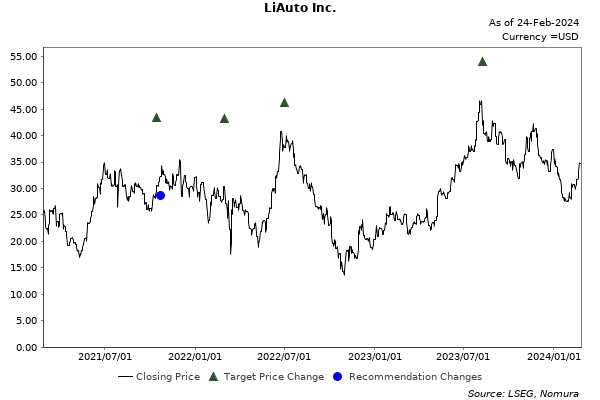 LiAuto Inc.
As of 24-Feb-2024
Currency =USD
55.00
50.00
45.00
40.00
35.00
30.00
25.00
20.00
15.00
10.00
5.00
0.00
2021/07/01 2022/01/01 2022/07/01 2023/01/01 2023/07/01 2024/01/01
Closing Price Target Price Change Recommendation Changes
Source: LSEG, Nomura